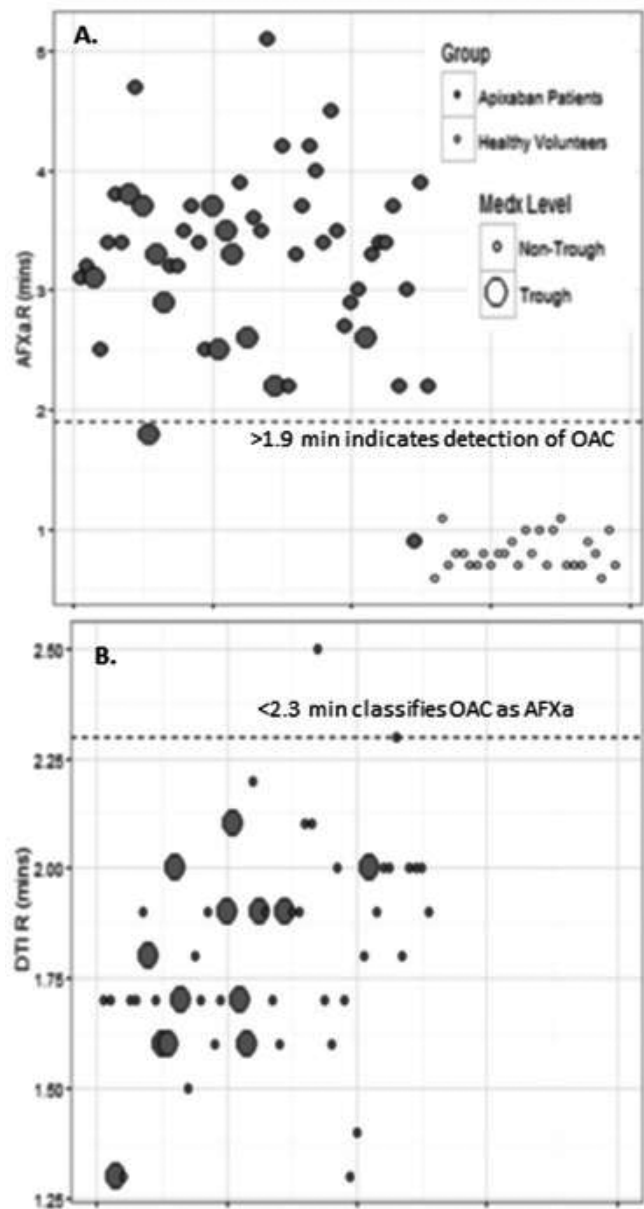 A.
Group
Apixaban Patients
Healthy Volunteers
Medx Level
Non-Trough
Trough
5
4
3
2
1
AFXa.R (mins)
>1.9 min indicates detection of OAC
B.
<2.3 min classifies OAC as AFXa
2.50
2.25
2.00
1.75
1.50
1.25
DTI R (mins)